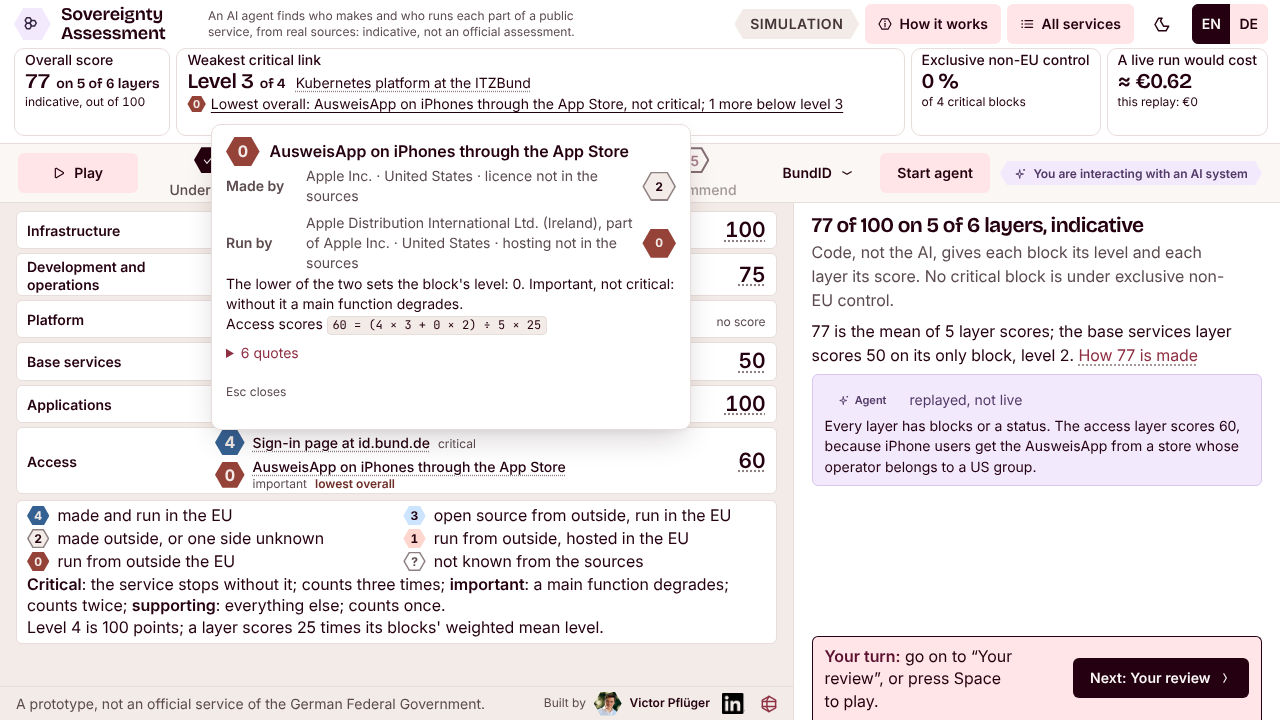 Sovereignty
Assessment
An AI agent finds who makes and who runs each part of a public
service, from real sources: indicative, not an official assessment.
SIMULATION
How it works
All services
EN
DE
Overall score
77 on 5 of 6 layers
indicative, out of 100
Weakest critical link
Level 3 of 4 Kubernetes platform at the ITZBund
0 Lowest overall: AusweisApp on iPhones through the App Store, not critical; 1 more below level 3
Exclusive non-EU control
0 %
of 4 critical blocks
A live run would cost
≈ €0.62
this replay: €0
Play
Under
5
mmend
BundID
Start agent
You are interacting with an AI system
0 AusweisApp on iPhones through the App Store
Made by
Apple Inc. · United States · licence not in the
sources
2
Run by
Apple Distribution International Ltd. (Ireland), part
of Apple Inc. · United States · hosting not in the
sources
0
The lower of the two sets the block's level: 0. Important, not critical:
without it a main function degrades.
Access scores 60 = (4 × 3 + 0 × 2) ÷ 5 × 25
6 quotes
Esc closes
Infrastructure
100
Development and
operations
75
Platform
no score
Base services
50
Applications
100
Access
4 Sign-in page at id.bund.de critical
0 AusweisApp on iPhones through the App Store
important lowest overall
60
4 made and run in the EU
3 open source from outside, run in the EU
2 made outside, or one side unknown
1 run from outside, hosted in the EU
0 run from outside the EU
? not known from the sources
Critical: the service stops without it; counts three times; important: a main function degrades;
counts twice; supporting: everything else; counts once.
Level 4 is 100 points; a layer scores 25 times its blocks' weighted mean level.
77 of 100 on 5 of 6 layers, indicative
Code, not the AI, gives each block its level and each
layer its score. No critical block is under exclusive non-
EU control.
77 is the mean of 5 layer scores; the base services layer
scores 50 on its only block, level 2. How 77 is made
Agent
replayed, not live
Every layer has blocks or a status. The access layer scores 60,
because iPhone users get the AusweisApp from a store whose
operator belongs to a US group.
Your turn: go on to “Your
review”, or press Space
to play.
Next: Your review
A prototype, not an official service of the German Federal Government.
Built by
Victor Pflüger
in